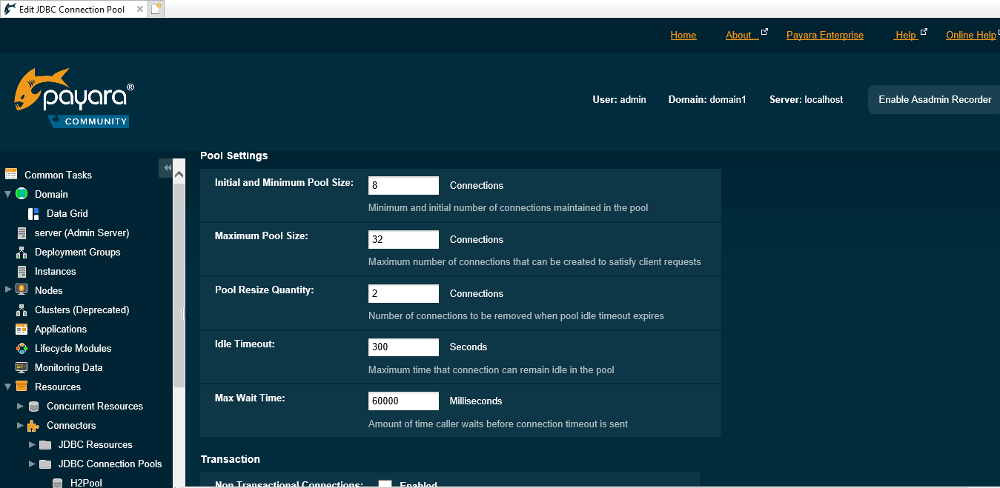 Edit JDBC Connection Pool
Home About... Payara Enterprise Help Online Help
payara®
COMMUNITY
User: admin Domain: domain1 Server: localhost Enable Asadmin Recorder
Common Tasks
Domain
Data Grid
server (Admin Server)
Deployment Groups
Instances
Nodes
Clusters (Deprecated)
Applications
Lifecycle Modules
Monitoring Data
Resources
Concurrent Resources
Connectors
JDBC Resources
JDBC Connection Pools
H2Pool
Pool Settings
Initial and Minimum Pool Size: 8 Connections
Minimum and initial number of connections maintained in the pool
Maximum Pool Size: 32 Connections
Maximum number of connections that can be created to satisfy client requests
Pool Resize Quantity: 2 Connections
Number of connections to be removed when pool idle timeout expires
Idle Timeout: 300 Seconds
Maximum time that connection can remain idle in the pool
Max Wait Time: 60000 Milliseconds
Amount of time caller waits before connection timeout is sent
Transaction
Non Transactional Connections: Enabled